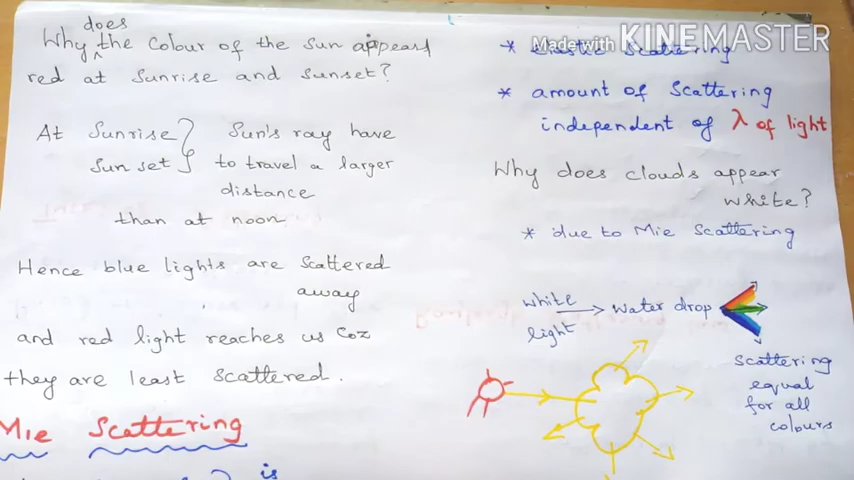 does
Why ^ the Colour of the Sun appears
red at Sunrise and Sunset?
At Sunrise } Sun's ray have
Sun set } to travel a larger
distance
than at noon
Hence blue lights are scattered
away
and red light reaches us coz
they are least scattered.
Mie Scattering
is
Made with KINEMASTER
* Elastic Scattering
* amount of Scattering
independent of λ of light
Why does clouds appear
white?
* due to Mie Scattering
white → water drop
light
Scattering
equal
for all
colours